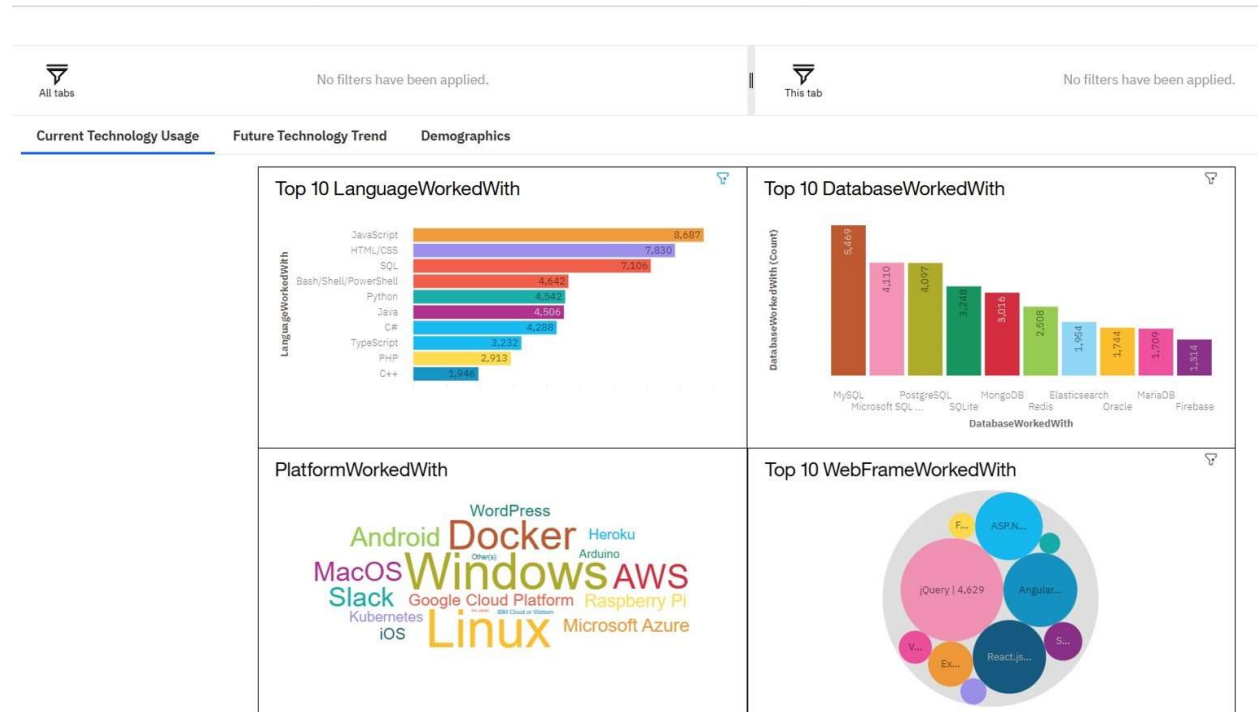 No filters have been applied.
All tabs
No filters have been applied.
This tab
Current Technology Usage
Future Technology Trend
Demographics
Top 10 LanguageWorkedWith
LanguageWorkedWith
JavaScript 8,687
HTML/CSS 7,830
SQL 7,106
Bash/Shell/PowerShell 4,642
Python 4,542
Java 4,506
C# 4,288
TypeScript 3,232
PHP 2,913
C++ 1,946
Top 10 DatabaseWorkedWith
DatabaseWorkedWith (Count)
5,469
4,110
4,097
3,248
3,016
2,508
1,954
1,744
1,709
1,314
MySQL PostgreSQL MongoDB Elasticsearch MariaDB
Microsoft SQL ... SQLite Redis Oracle Firebase
DatabaseWorkedWith
PlatformWorkedWith
WordPress
Android Docker Heroku
Other(s):
Arduino
MacOS Windows AWS
Slack Google Cloud Platform Raspberry Pi
Kubernetes
IBM Cloud or Watson
iOS Linux Microsoft Azure
Top 10 WebFrameWorkedWith
F...
ASP.N...
jQuery | 4,629
Angular...
V...
Ex...
React.js...
S...